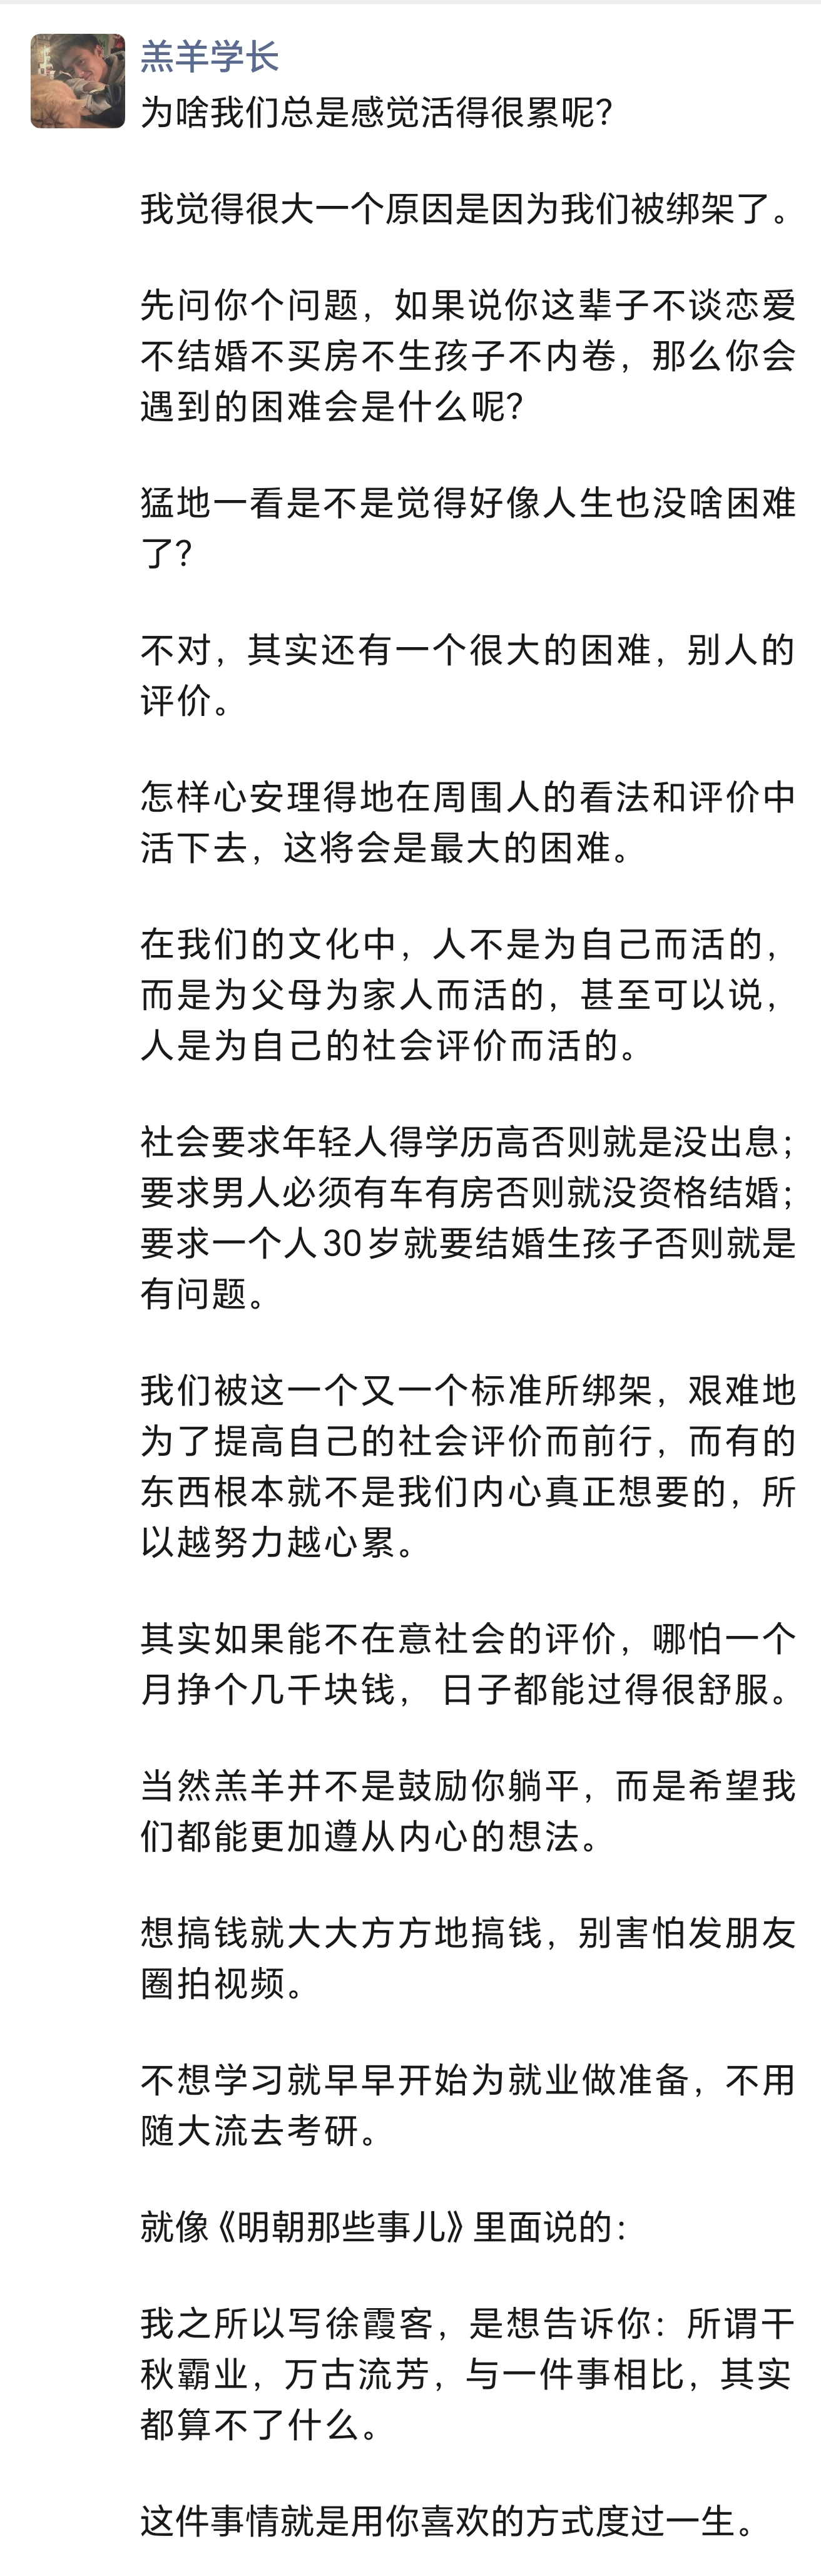 羔羊学长
为啥我们总是感觉活得很累呢?
我觉得很大一个原因是因为我们被绑架了。
先问你个问题，如果说你这辈子不谈恋爱
不结婚不买房不生孩子不内卷，那么你会
遇到的困难会是什么呢?
猛地一看是不是觉得好像人生也没啥困难
了?
不对，其实还有一个很大的困难，别人的
评价。
怎样心安理得地在周围人的看法和评价中
活下去，这将会是最大的困难。
在我们的文化中，人不是为自己而活的，
而是为父母为家人而活的，甚至可以说，
人是为自己的社会评价而活的。
社会要求年轻人得学历高否则就是没出息；
要求男人必须有车有房否则就没资格结婚；
要求一个人30岁就要结婚生孩子否则就是
有问题。
我们被这一个又一个标准所绑架，艰难地
为了提高自己的社会评价而前行，而有的
东西根本就不是我们内心真正想要的，所
以越努力越心累。
其实如果能不在意社会的评价，哪怕一个
月挣个几千块钱， 日子都能过得很舒服。
当然羔羊并不是鼓励你躺平，而是希望我
们都能更加遵从内心的想法。
想搞钱就大大方方地搞钱，别害怕发朋友
圈拍视频。
不想学习就早早开始为就业做准备，不用
随大流去考研。
就像《明朝那些事儿》里面说的：
我之所以写徐霞客，是想告诉你：所谓干
秋霸业，万古流芳，与一件事相比，其实
都算不了什么。
这件事情就是用你喜欢的方式度过一生。